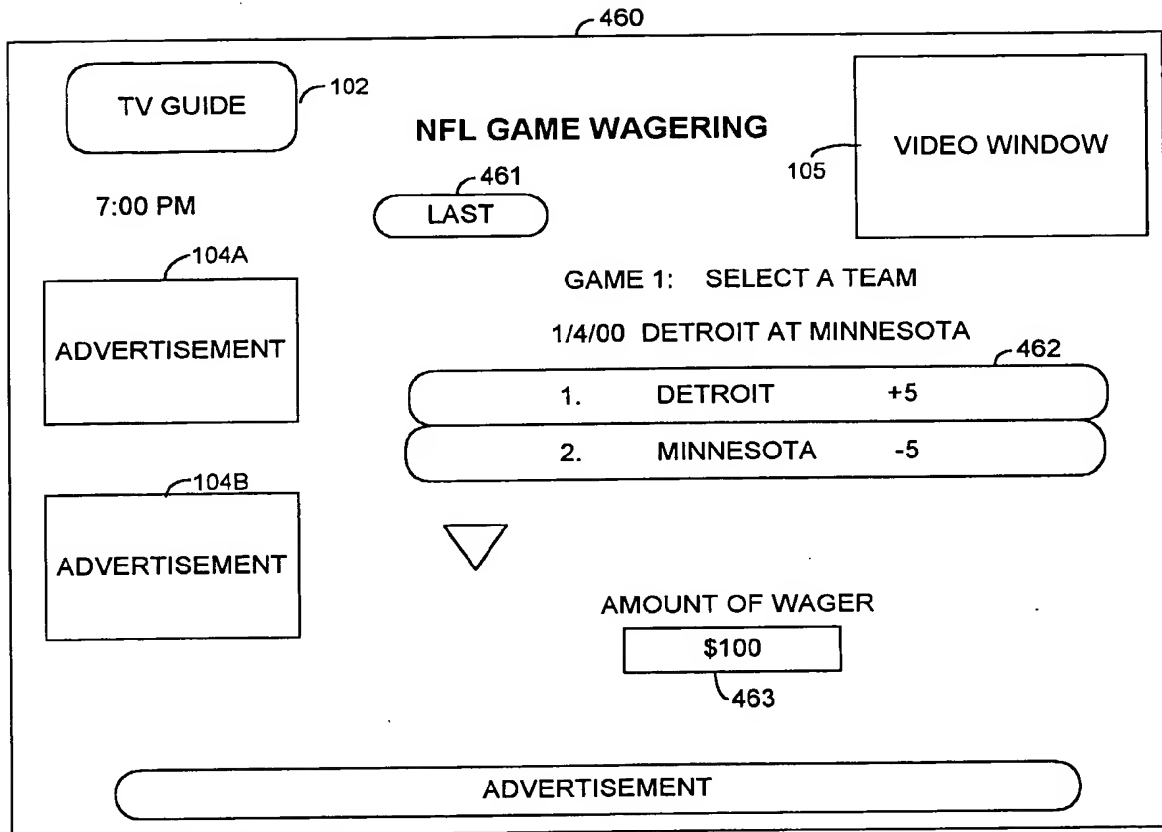 460
TV GUIDE
102
NFL GAME WAGERING
VIDEO WINDOW
105
461
7:00 PM
LAST
104A
GAME 1: SELECT A TEAM
ADVERTISEMENT
1/4/00 DETROIT AT MINNESOTA
462
1. DETROIT +5
2. MINNESOTA -5
104B
ADVERTISEMENT
AMOUNT OF WAGER
$100
463
ADVERTISEMENT